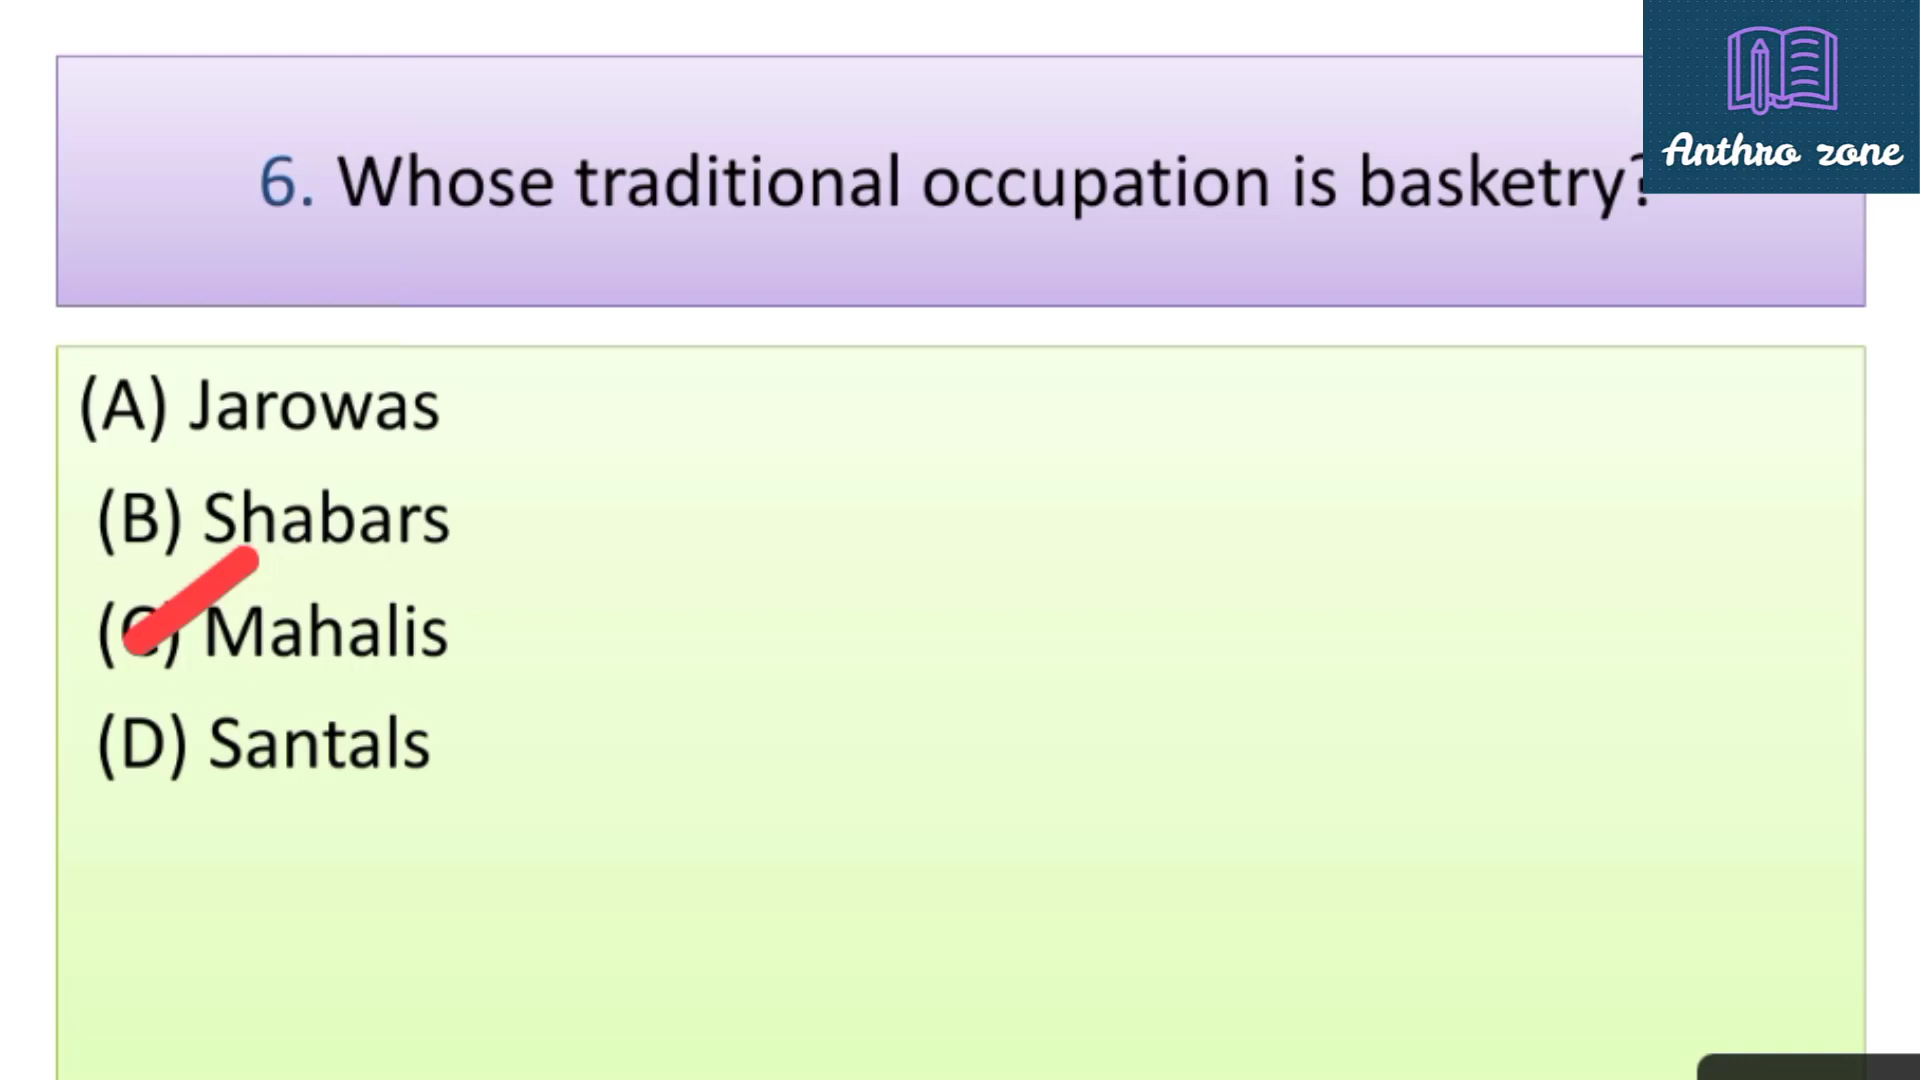 Anthro zone
6. Whose traditional occupation is basketry?
(A) Jarowas
(B) Shabars
(C) Mahalis
(D) Santals